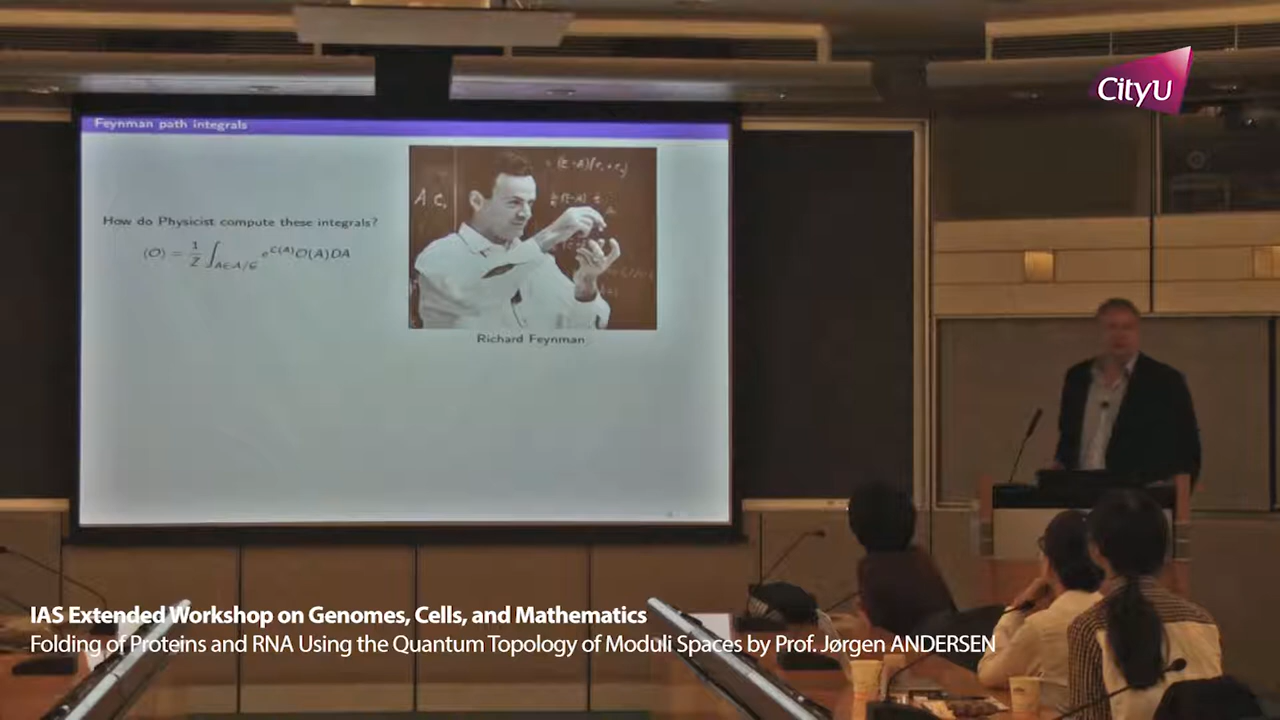 CityU
Feynman path integrals
How do Physicist compute these integrals?
⟨O⟩ = 1/Z ∫_{A∈A/G} e^{C(A)}O(A)DA
A.C,
Richard Feynman
IAS Extended Workshop on Genomes, Cells, and Mathematics
Folding of Proteins and RNA Using the Quantum Topology of Moduli Spaces by Prof. Jørgen ANDERSEN